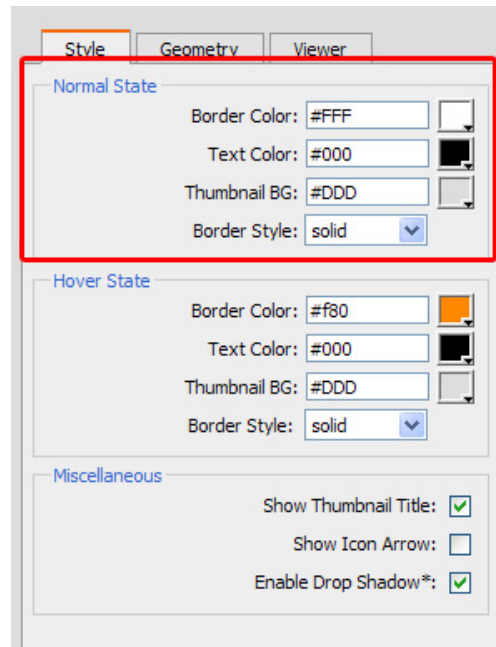 Style Geometry Viewer
Normal State
Border Color: #FFF
Text Color: #000
Thumbnail BG: #DDD
Border Style: solid
Hover State
Border Color: #f80
Text Color: #000
Thumbnail BG: #DDD
Border Style: solid
Miscellaneous
Show Thumbnail Title:
Show Icon Arrow:
Enable Drop Shadow*: